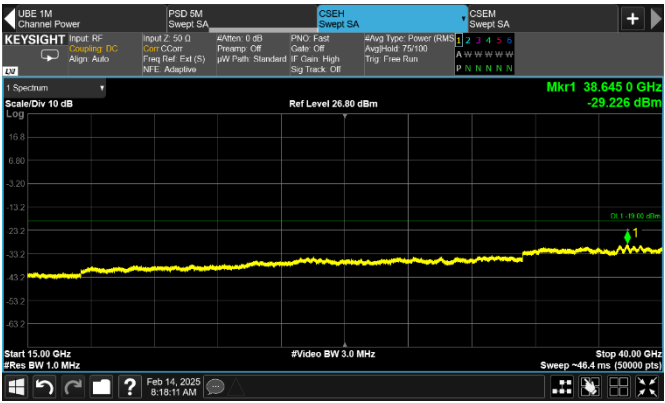 UBE 1M
Channel Power
PSD 5M
Swept SA
CSEH
Swept SA
CSEM
Swept SA
KEYSIGHT
LXI
Input: RF
Coupling: DC
Align: Auto
Input Z: 50 Ω
Corr CCorr
Freq Ref: Ext (S)
NFE: Adaptive
#Atten: 0 dB
Preamp: Off
µW Path: Standard
PNO: Fast
Gate: Off
IF Gain: High
Sig Track: Off
#Avg Type: Power (RMS
Avg|Hold: 75/100
Trig: Free Run
1 2 3 4 5 6
A W W W W W
P N N N N N
1 Spectrum
Scale/Div 10 dB
Log
Ref Level 26.80 dBm
Mkr1 38.645 0 GHz
-29.226 dBm
16.8
6.80
-3.20
-13.2
DL1 -19.00 dBm
-23.2
1
-33.2
-43.2
-53.2
-63.2
Start 15.00 GHz
#Res BW 1.0 MHz
#Video BW 3.0 MHz
Stop 40.00 GHz
Sweep ~46.4 ms (50000 pts)
?
Feb 14, 2025
8:18:11 AM